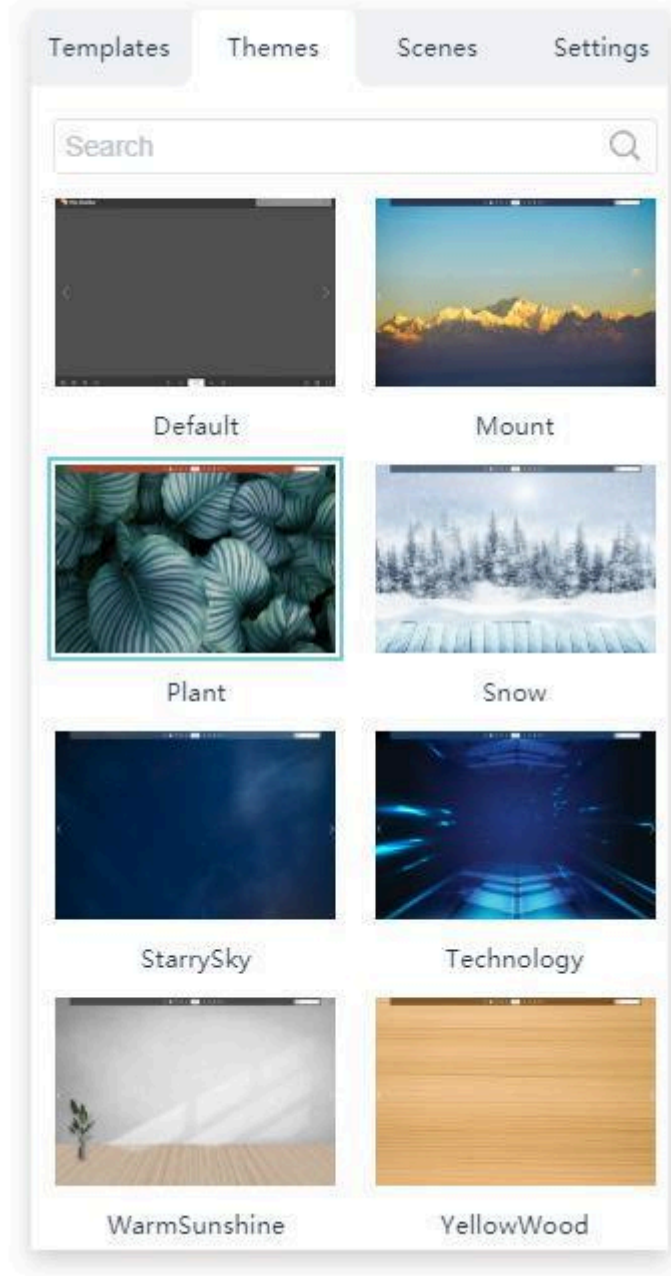 Templates Themes Scenes Settings
Search
Default Mount
Plant Snow
StarrySky Technology
WarmSunshine YellowWood